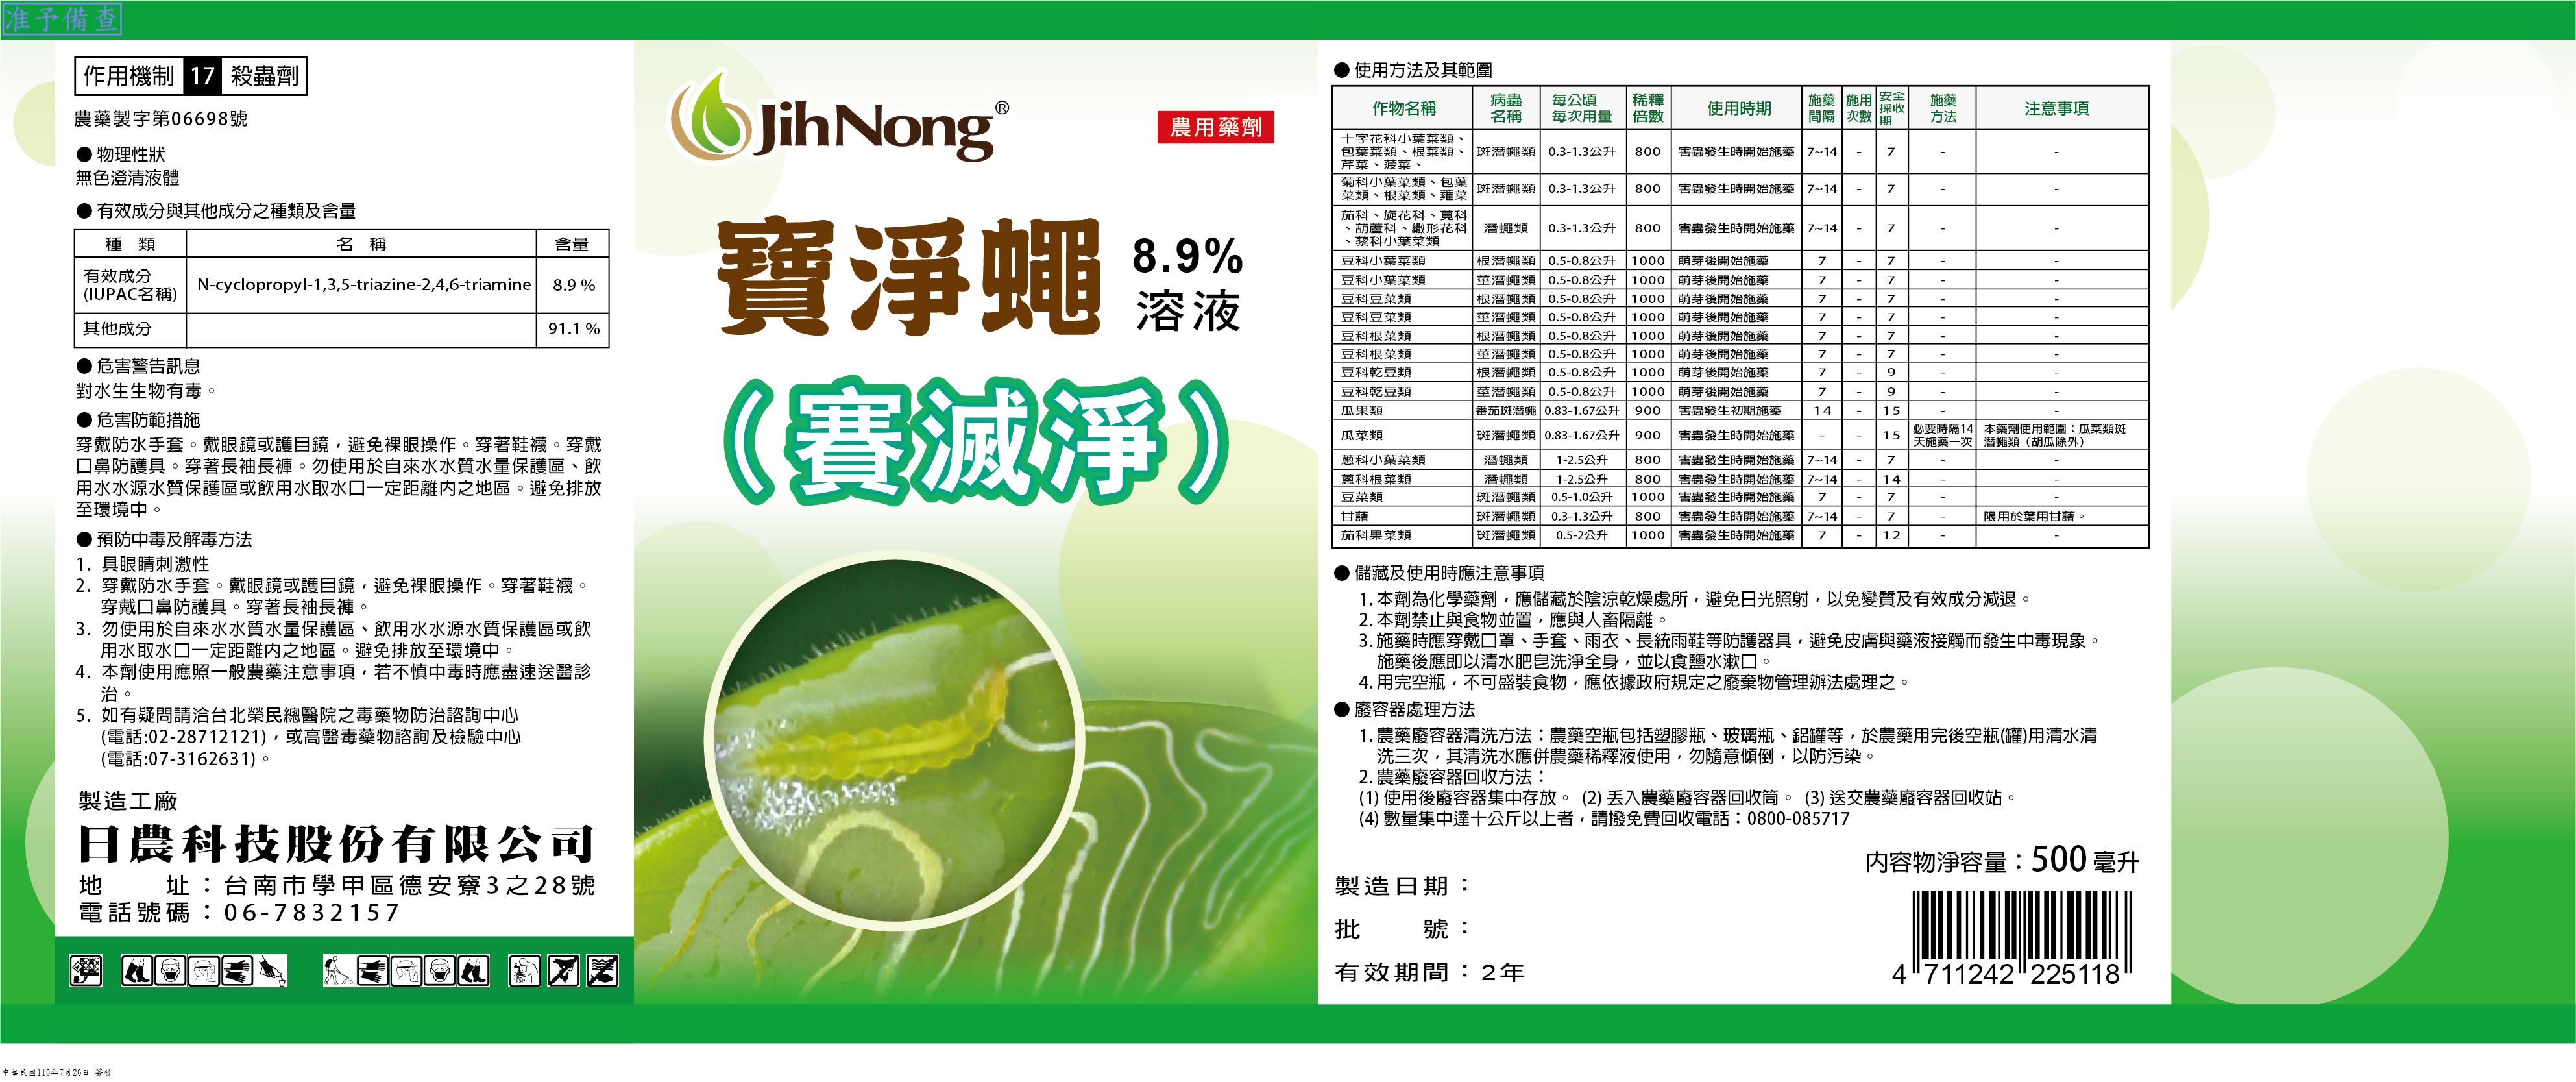 准予備查
作用機制 17 殺蟲劑
農藥製字第06698號
● 物理性狀
無色澄清液體
● 有效成分與其他成分之種類及含量
種 類 名 稱 含量
有效成分
(IUPAC名稱) N-cyclopropyl-1,3,5-triazine-2,4,6-triamine 8.9 %
其他成分 91.1 %
● 危害警告訊息
對水生生物有毒。
● 危害防範措施
穿戴防水手套。戴眼鏡或護目鏡，避免裸眼操作。穿著鞋襪。穿戴
口鼻防護具。穿著長袖長褲。勿使用於自來水水質水量保護區、飲
用水水源水質保護區或飲用水取水口一定距離內之地區。避免排放
至環境中。
● 預防中毒及解毒方法
1. 具眼睛刺激性
2. 穿戴防水手套。戴眼鏡或護目鏡，避免裸眼操作。穿著鞋襪。
穿戴口鼻防護具。穿著長袖長褲。
3. 勿使用於自來水水質水量保護區、飲用水水源水質保護區或飲
用水取水口一定距離內之地區。避免排放至環境中。
4. 本劑使用應照一般農藥注意事項，若不慎中毒時應盡速送醫診
治。
5. 如有疑問請洽台北榮民總醫院之毒藥物防治諮詢中心
(電話:02-28712121)，或高醫毒藥物諮詢及檢驗中心
(電話:07-3162631)。
製造工廠
日農科技股份有限公司
地 址：台南市學甲區德安寮3之28號
電話號碼：06-7832157
JihNong®
農用藥劑
寶淨蠅
8.9%
溶液
（賽滅淨）
● 使用方法及其範圍
作物名稱 病蟲名稱 每公頃每次用量 稀釋倍數 使用時期 施藥間隔 施用次數 安全採收期 施藥方法 注意事項
十字花科小葉菜類、
包葉菜類、根菜類、
芹菜、菠菜、 斑潛蠅類 0.3-1.3公升 800 害蟲發生時開始施藥 7~14 - 7 - -
菊科小葉菜類、包葉
菜類、根菜類、蕹菜 斑潛蠅類 0.3-1.3公升 800 害蟲發生時開始施藥 7~14 - 7 - -
茄科、旋花科、莧科
、葫蘆科、繖形花科
、藜科小葉菜類 潛蠅類 0.3-1.3公升 800 害蟲發生時開始施藥 7~14 - 7 - -
豆科小葉菜類 根潛蠅類 0.5-0.8公升 1000 萌芽後開始施藥 7 - 7 - -
豆科小葉菜類 莖潛蠅類 0.5-0.8公升 1000 萌芽後開始施藥 7 - 7 - -
豆科豆菜類 根潛蠅類 0.5-0.8公升 1000 萌芽後開始施藥 7 - 7 - -
豆科豆菜類 莖潛蠅類 0.5-0.8公升 1000 萌芽後開始施藥 7 - 7 - -
豆科根菜類 根潛蠅類 0.5-0.8公升 1000 萌芽後開始施藥 7 - 7 - -
豆科根菜類 莖潛蠅類 0.5-0.8公升 1000 萌芽後開始施藥 7 - 7 - -
豆科乾豆類 根潛蠅類 0.5-0.8公升 1000 萌芽後開始施藥 7 - 9 - -
豆科乾豆類 莖潛蠅類 0.5-0.8公升 1000 萌芽後開始施藥 7 - 9 - -
瓜果類 番茄斑潛蠅 0.83-1.67公升 900 害蟲發生初期施藥 14 - 15 - -
瓜菜類 斑潛蠅類 0.83-1.67公升 900 害蟲發生時開始施藥 - - 15 必要時隔14天施藥一次 本藥劑使用範圍：瓜菜類斑潛蠅類（胡瓜除外）
蔥科小葉菜類 潛蠅類 1-2.5公升 800 害蟲發生時開始施藥 7~14 - 7 - -
蔥科根菜類 潛蠅類 1-2.5公升 800 害蟲發生時開始施藥 7~14 - 14 - -
豆菜類 斑潛蠅類 0.5-1.0公升 1000 害蟲發生時開始施藥 7 - 7 - -
甘藷 斑潛蠅類 0.3-1.3公升 800 害蟲發生時開始施藥 7~14 - 7 - 限用於葉用甘藷。
茄科果菜類 斑潛蠅類 0.5-2公升 1000 害蟲發生時開始施藥 7 - 12 - -
● 儲藏及使用時應注意事項
1. 本劑為化學藥劑，應儲藏於陰涼乾燥處所，避免日光照射，以免變質及有效成分減退。
2. 本劑禁止與食物並置，應與人畜隔離。
3. 施藥時應穿戴口罩、手套、雨衣、長統雨鞋等防護器具，避免皮膚與藥液接觸而發生中毒現象。
施藥後應即以清水肥皂洗淨全身，並以食鹽水漱口。
4. 用完空瓶，不可盛裝食物，應依據政府規定之廢棄物管理辦法處理之。
● 廢容器處理方法
1. 農藥廢容器清洗方法：農藥空瓶包括塑膠瓶、玻璃瓶、鋁罐等，於農藥用完後空瓶(罐)用清水清
洗三次，其清洗水應併農藥稀釋液使用，勿隨意傾倒，以防污染。
2. 農藥廢容器回收方法：
(1) 使用後廢容器集中存放。 (2) 丟入農藥廢容器回收筒。 (3) 送交農藥廢容器回收站。
(4) 數量集中達十公斤以上者，請撥免費回收電話：0800-085717
內容物淨容量：500 毫升
製造日期：
批 號：
有效期間：2年
4 711242 225118
中華民國110年7月26日 簽發